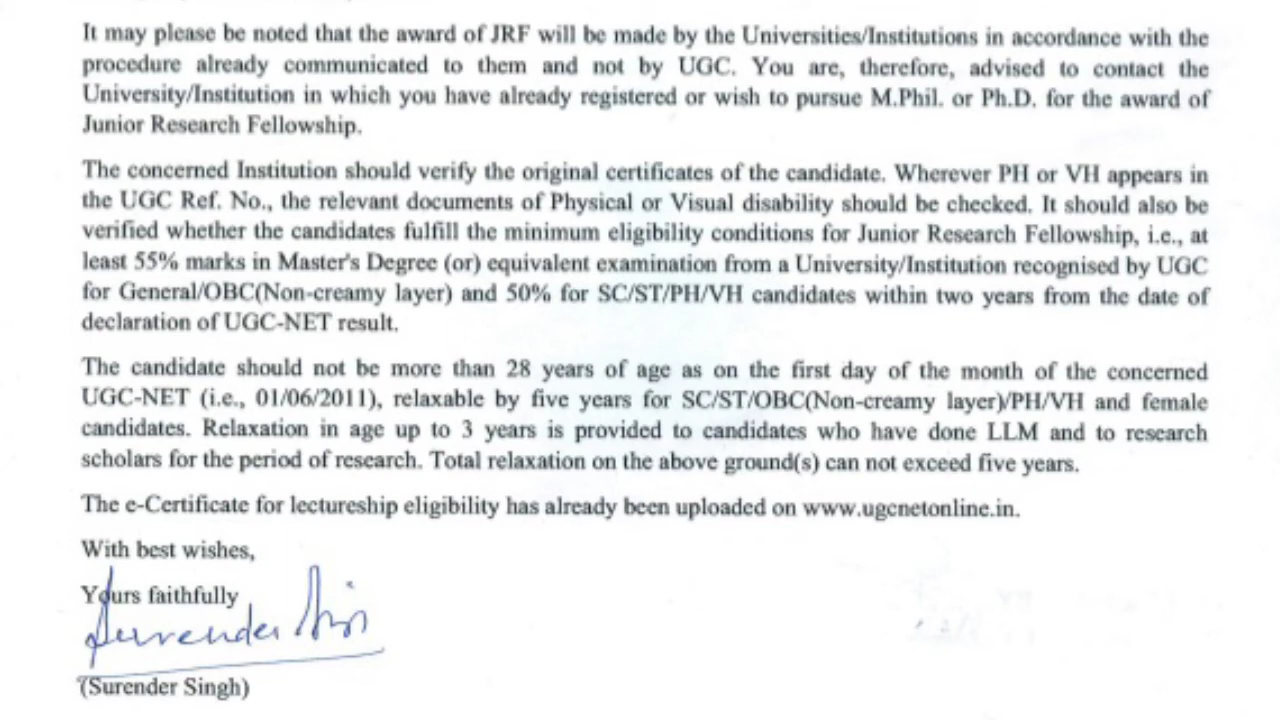 It may please be noted that the award of JRF will be made by the Universities/Institutions in accordance with the
procedure already communicated to them and not by UGC. You are, therefore, advised to contact the
University/Institution in which you have already registered or wish to pursue M.Phil. or Ph.D. for the award of
Junior Research Fellowship.
The concerned Institution should verify the original certificates of the candidate. Wherever PH or VH appears in
the UGC Ref. No., the relevant documents of Physical or Visual disability should be checked. It should also be
verified whether the candidates fulfill the minimum eligibility conditions for Junior Research Fellowship, i.e., at
least 55% marks in Master's Degree (or) equivalent examination from a University/Institution recognised by UGC
for General/OBC(Non-creamy layer) and 50% for SC/ST/PH/VH candidates within two years from the date of
declaration of UGC-NET result.
The candidate should not be more than 28 years of age as on the first day of the month of the concerned
UGC-NET (i.e., 01/06/2011), relaxable by five years for SC/ST/OBC(Non-creamy layer)/PH/VH and female
candidates. Relaxation in age up to 3 years is provided to candidates who have done LLM and to research
scholars for the period of research. Total relaxation on the above ground(s) can not exceed five years.
The e-Certificate for lectureship eligibility has already been uploaded on www.ugcnetonline.in.
With best wishes,
Yours faithfully
Surender Singh
(Surender Singh)